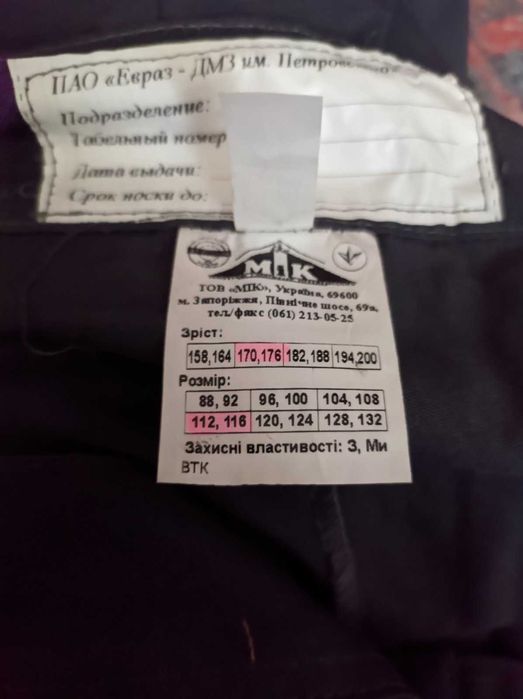 ПАО «Евраз - ДМЗ им. Петровского»
Подразделение:
Табельный номер
Дата выдачи:
Срок носки до:
МІК
ТОВ «МІК», Україна, 69600
м. Запоріжжя, Північне шосе, 69а,
тел./факс (061) 213-05-25
Зріст:
158,164 170,176 182,188 194,200
Розмір:
88, 92 96, 100 104, 108
112, 116 120, 124 128, 132
Захисні властивості: З, Ми
ВТК